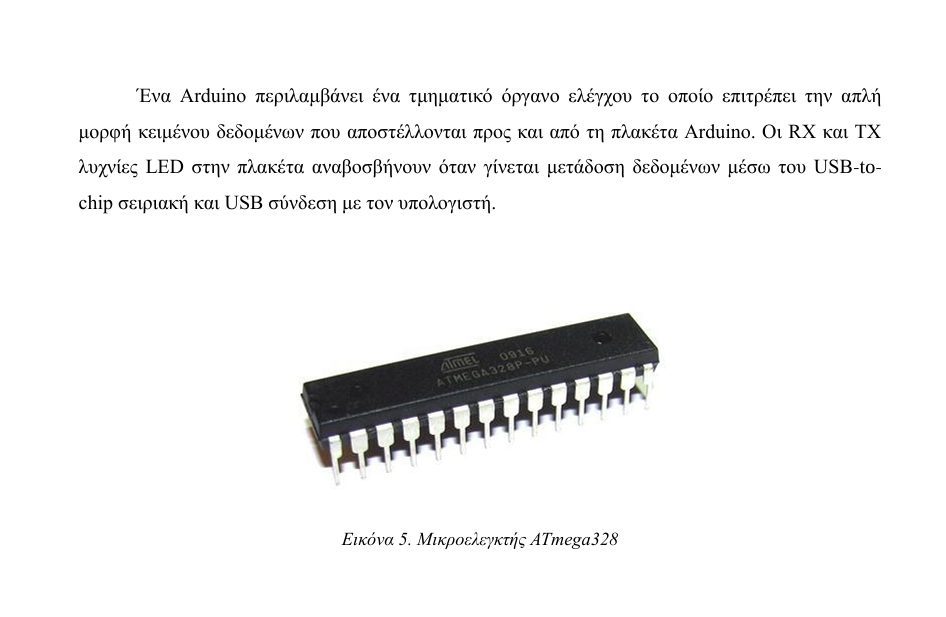 Ένα Arduino περιλαμβάνει ένα τμηματικό όργανο ελέγχου το οποίο επιτρέπει την απλή
μορφή κειμένου δεδομένων που αποστέλλονται προς και από τη πλακέτα Arduino. Οι RX και TX
λυχνίες LED στην πλακέτα αναβοσβήνουν όταν γίνεται μετάδοση δεδομένων μέσω του USB-to-
chip σειριακή και USB σύνδεση με τον υπολογιστή.
ATMEL 0916
ATMEGA328P-PU
Εικόνα 5. Μικροελεγκτής ATmega328